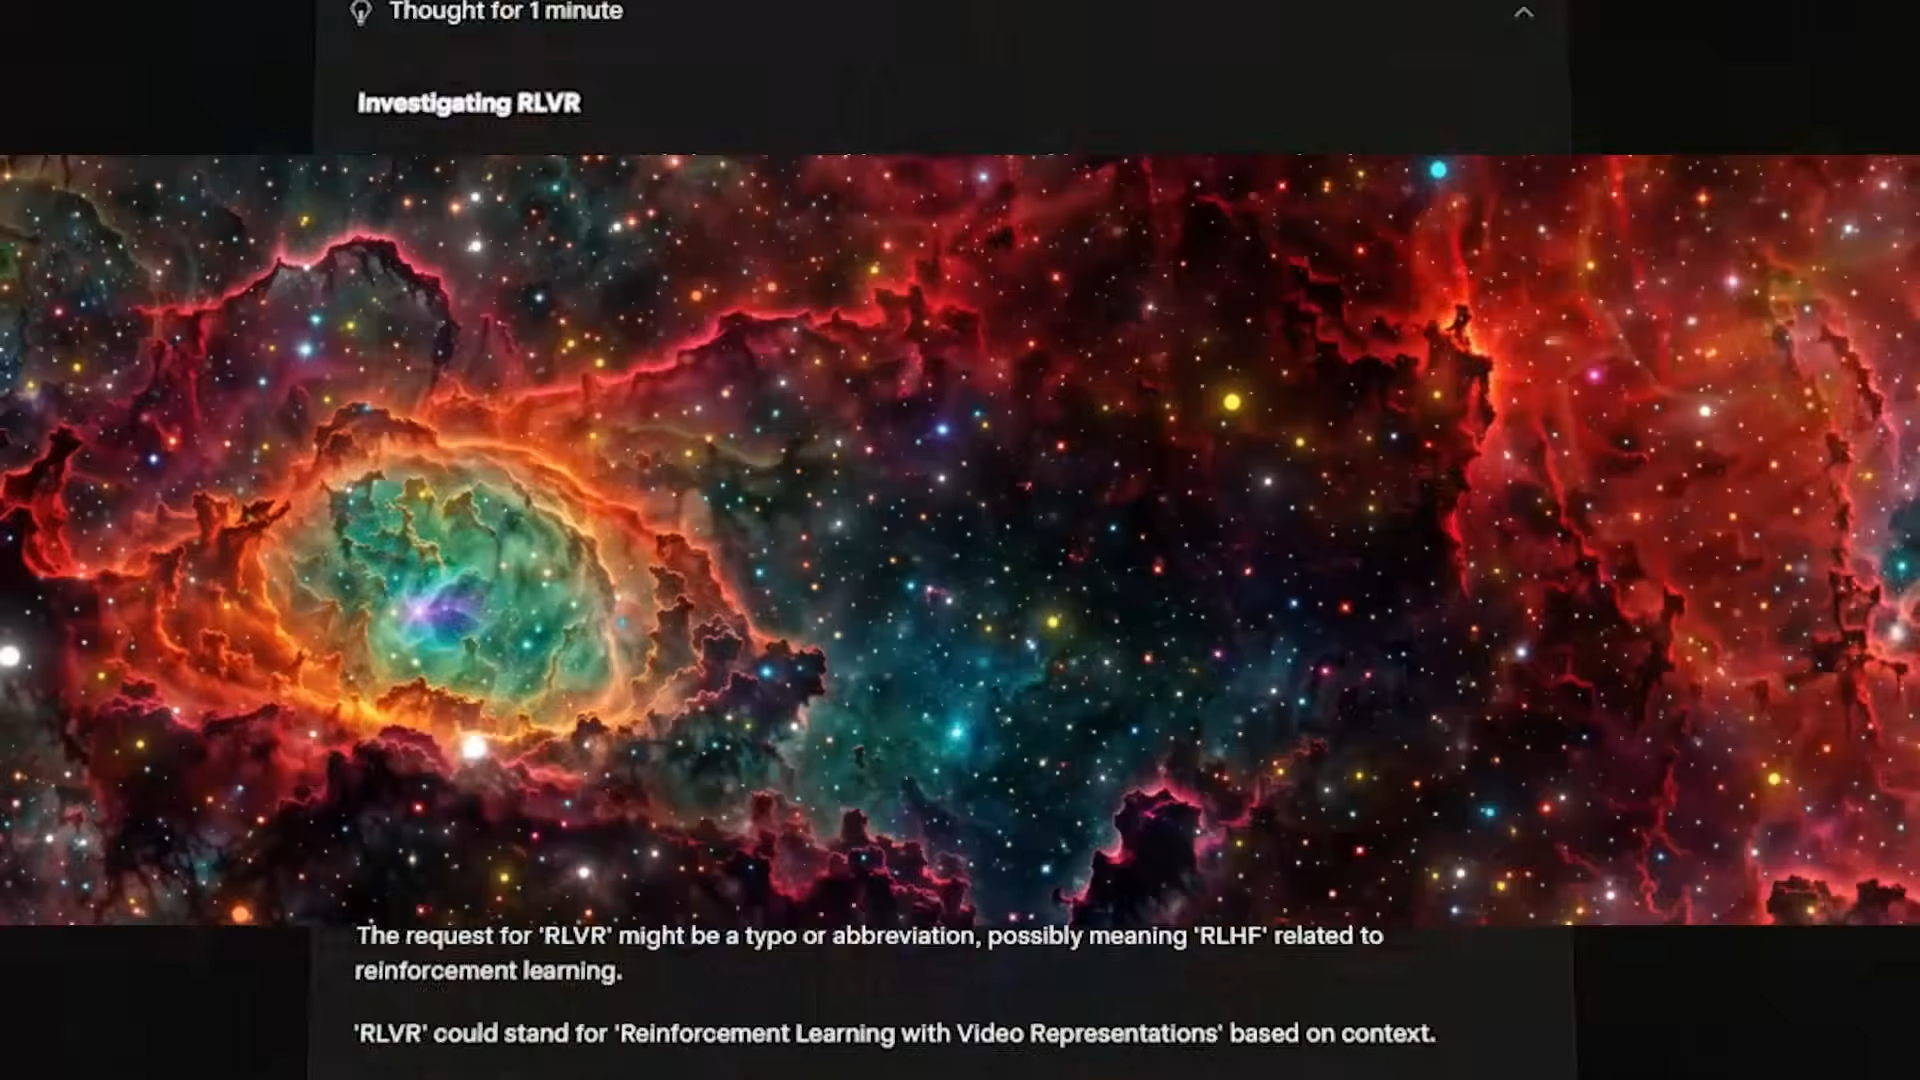 Thought for 1 minute
Investigating RLVR
The request for 'RLVR' might be a typo or abbreviation, possibly meaning 'RLHF' related to
reinforcement learning.
'RLVR' could stand for 'Reinforcement Learning with Video Representations' based on context.